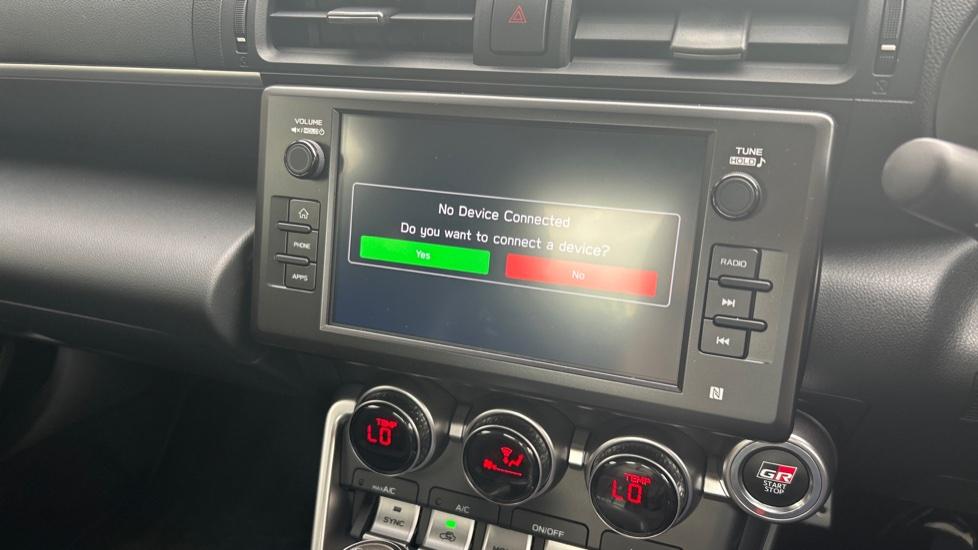 VOLUME
TUNE
HOLD
No Device Connected
Do you want to connect a device?
Yes
No
PHONE
APPS
RADIO
TEMP
LO
TEMP
LO
GR
START
STOP
MAX A/C
A/C
ON/OFF
SYNC